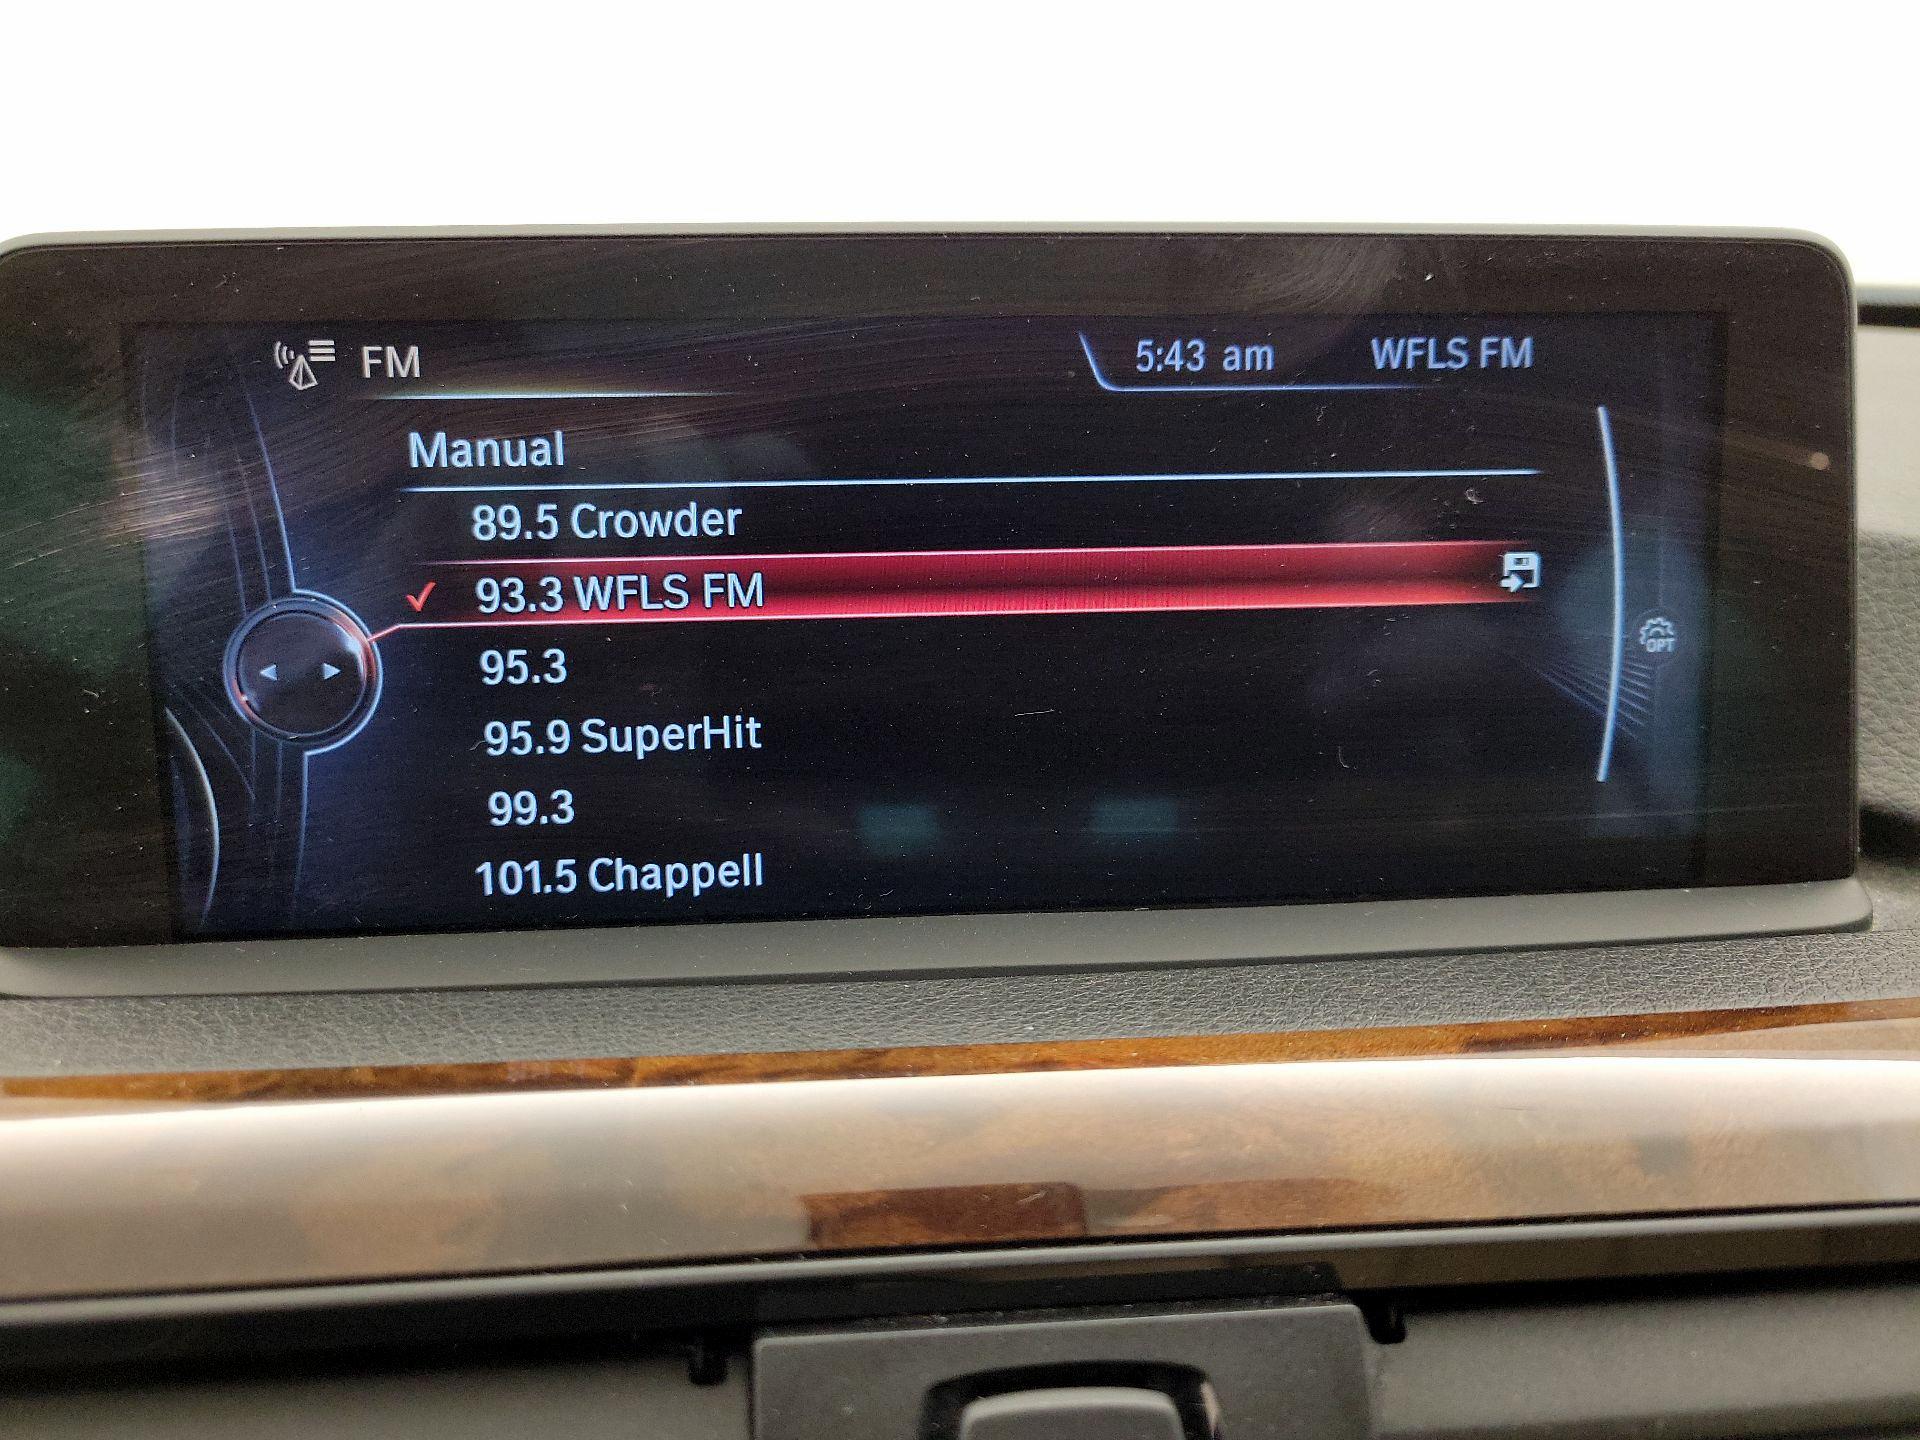 FM
5:43 am WFLS FM
Manual
89.5 Crowder
93.3 WFLS FM
95.3
95.9 SuperHit
99.3
101.5 Chappell
OPT